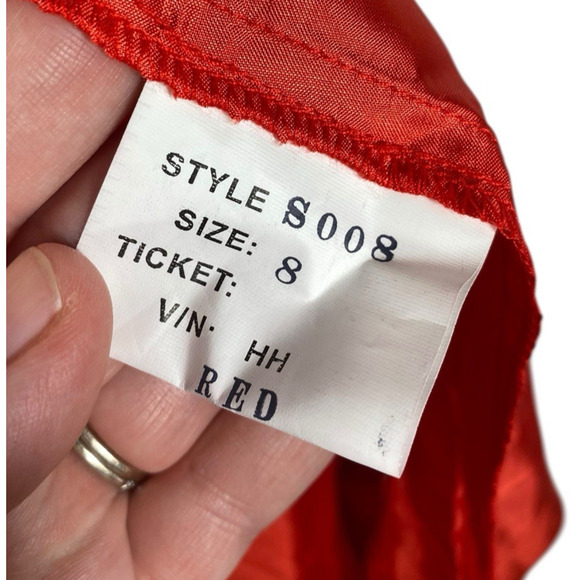 STYLE S008
SIZE: 8
TICKET:
V/N: HH
RED